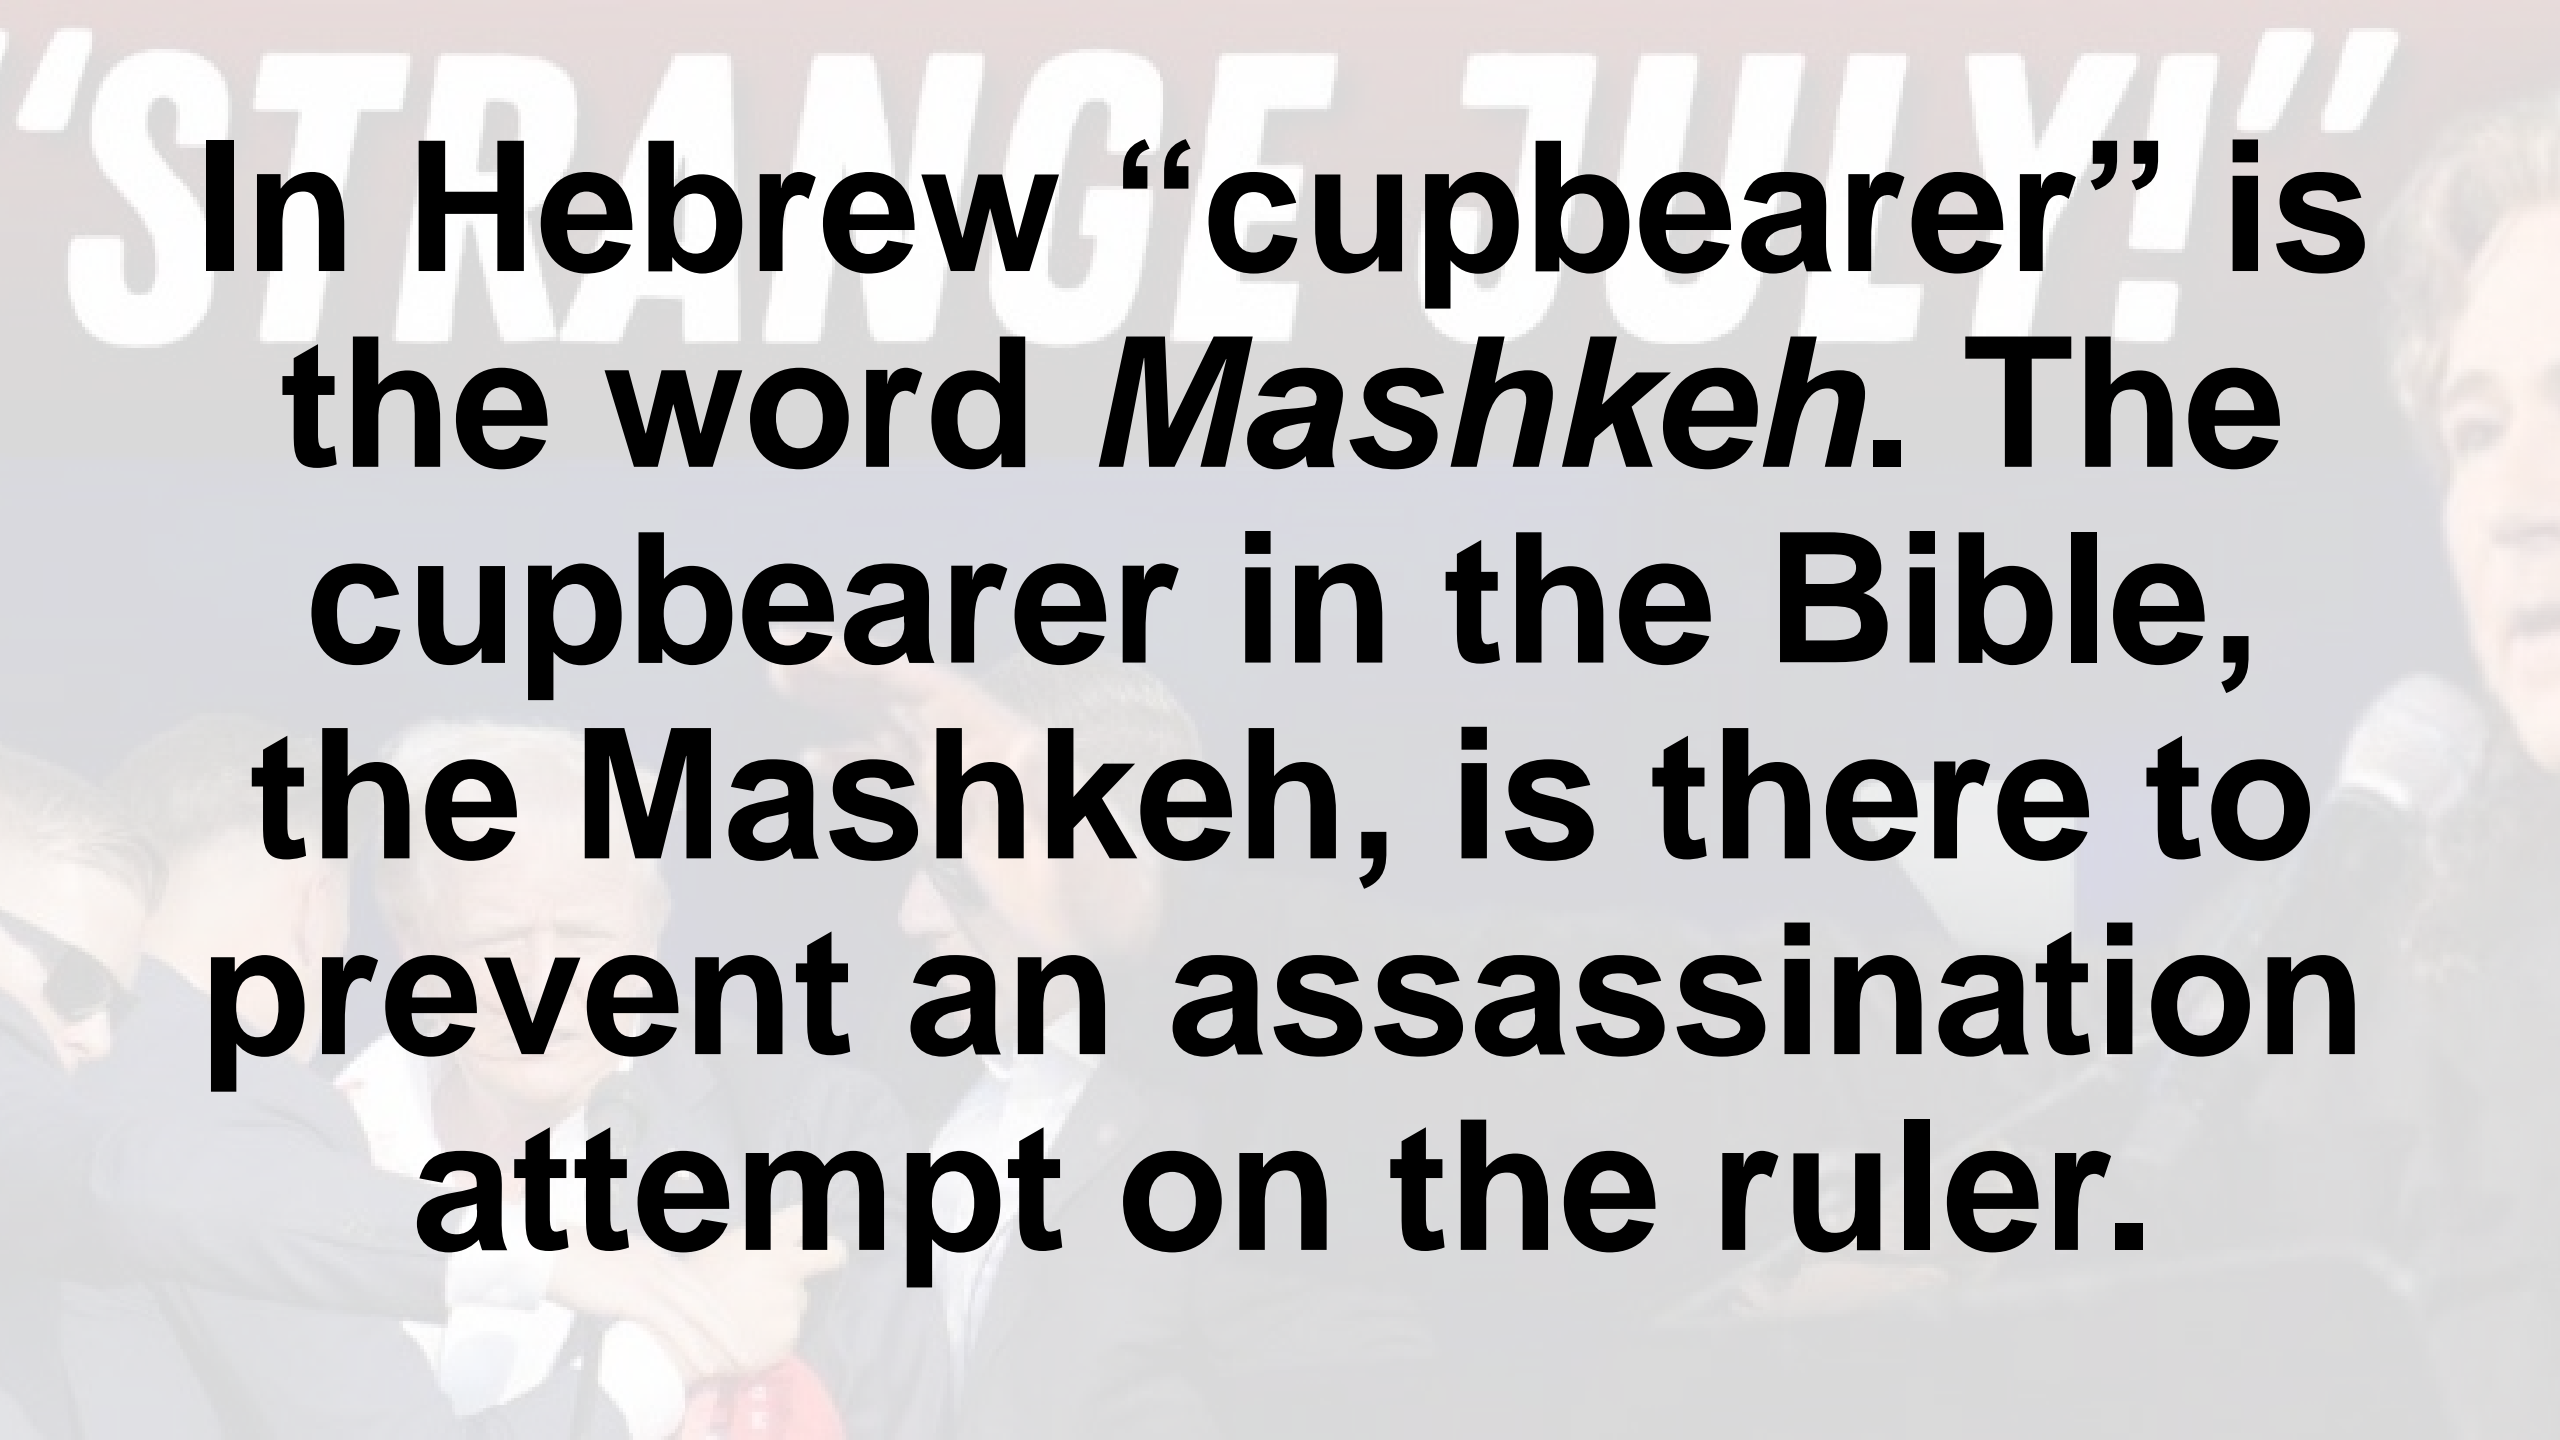 “STRANGE JULY!”
In Hebrew “cupbearer” is
the word Mashkeh. The
cupbearer in the Bible,
the Mashkeh, is there to
prevent an assassination
attempt on the ruler.